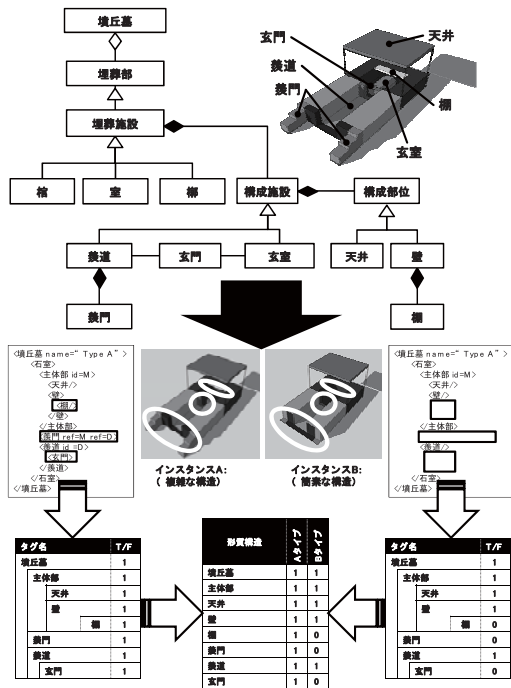 墳丘墓
埋葬部
埋葬施設
棺
室
槨
構成施設
構成部位
羨道
玄門
玄室
天井
壁
羨門
棚
玄門
羨道
羨門
天井
棚
玄室
<墳丘墓 name="Type A">
<石室>
<主体部 id=M>
<天井/>
<壁>
<棚/>
</壁>
</主体部>
<羨門 ref=M ref=D>
<羨道 id=D>
<玄門>
</羨道>
</石室>
</墳丘墓>
インスタンスA:
(複雑な構造)
インスタンスB:
(簡素な構造)
<墳丘墓 name="Type A">
<石室>
<主体部 id=M>
<天井/>
<壁>
</壁>
</主体部>
<羨道/>
</羨道>
</石室>
</墳丘墓>
タグ名 T/F
墳丘墓 1
主体部 1
天井 1
壁 1
棚 1
羨門 1
羨道 1
玄門 1
形質構造 Aタイプ Bタイプ
墳丘墓 1 1
主体部 1 1
天井 1 1
壁 1 1
棚 1 0
羨門 1 0
羨道 1 1
玄門 1 0
タグ名 T/F
墳丘墓 1
主体部 1
天井 1
壁 1
棚 0
羨門 0
羨道 1
玄門 0